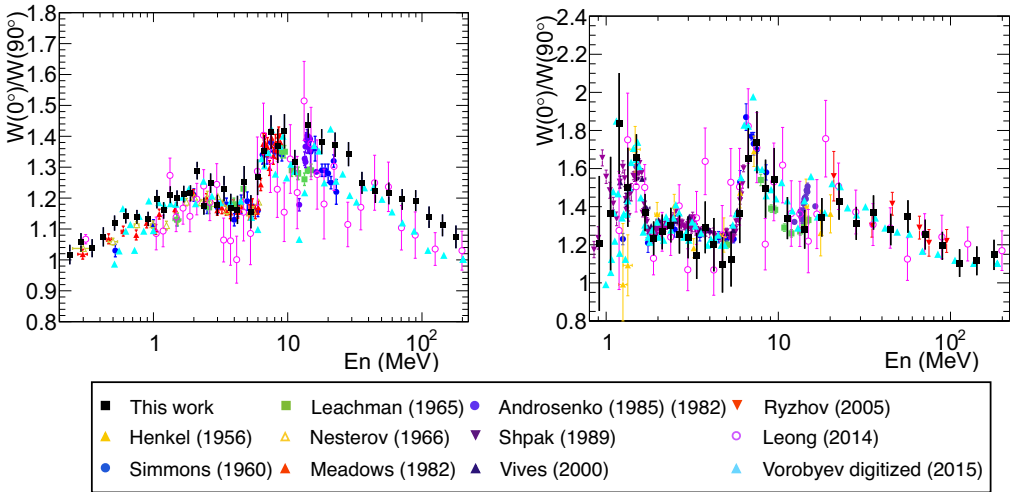 W(0°)/W(90°)
1.8
1.7
1.6
1.5
1.4
1.3
1.2
1.1
1
0.9
0.8
1 10 10²
En (MeV)
W(0°)/W(90°)
2.4
2.2
2
1.8
1.6
1.4
1.2
1
0.8
1 10 10²
En (MeV)
This work Leachman (1965) Androsenko (1985) (1982) Ryzhov (2005)
Henkel (1956) Nesterov (1966) Shpak (1989) Leong (2014)
Simmons (1960) Meadows (1982) Vives (2000) Vorobyev digitized (2015)